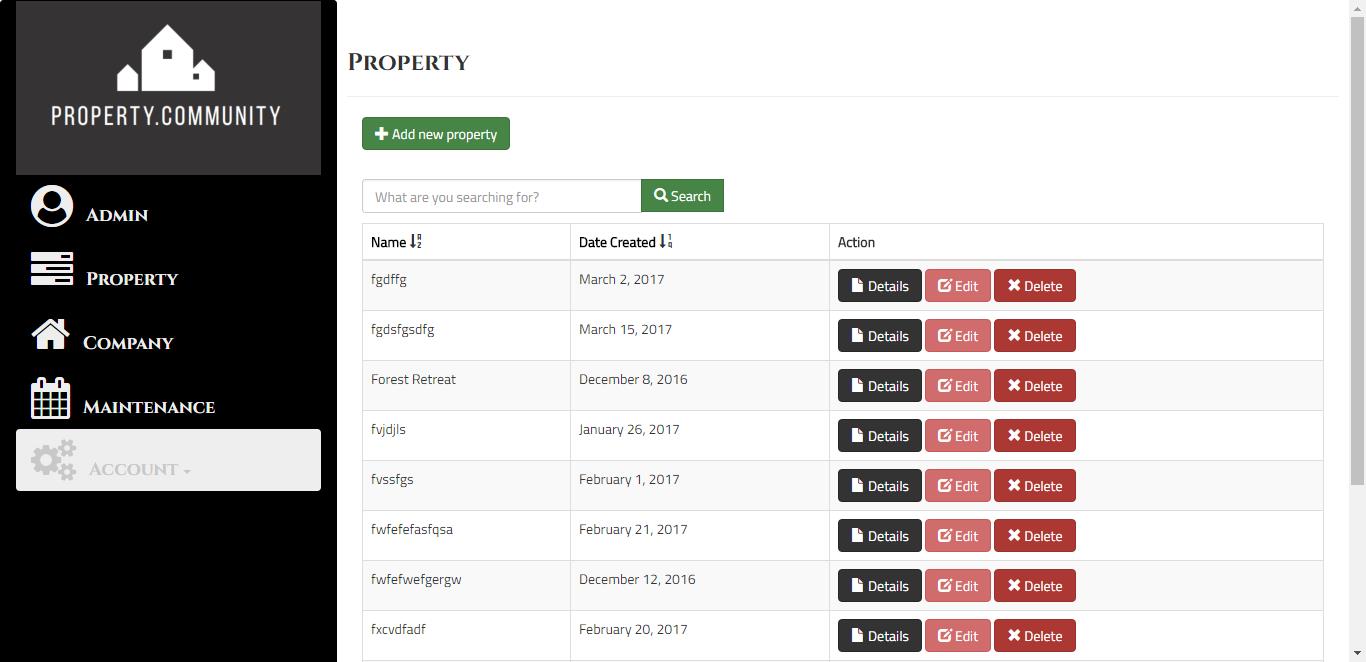 PROPERTY.COMMUNITY
Admin
Property
Company
Maintenance
Account
Property
Add new property
What are you searching for?
Search
Name Date Created Action
fgdffg March 2, 2017 Details Edit Delete
fgdsfgsdfg March 15, 2017 Details Edit Delete
Forest Retreat December 8, 2016 Details Edit Delete
fvjdjls January 26, 2017 Details Edit Delete
fvssfgs February 1, 2017 Details Edit Delete
fwfefefasfqsa February 21, 2017 Details Edit Delete
fwfefwefgergw December 12, 2016 Details Edit Delete
fxcvdfadf February 20, 2017 Details Edit Delete